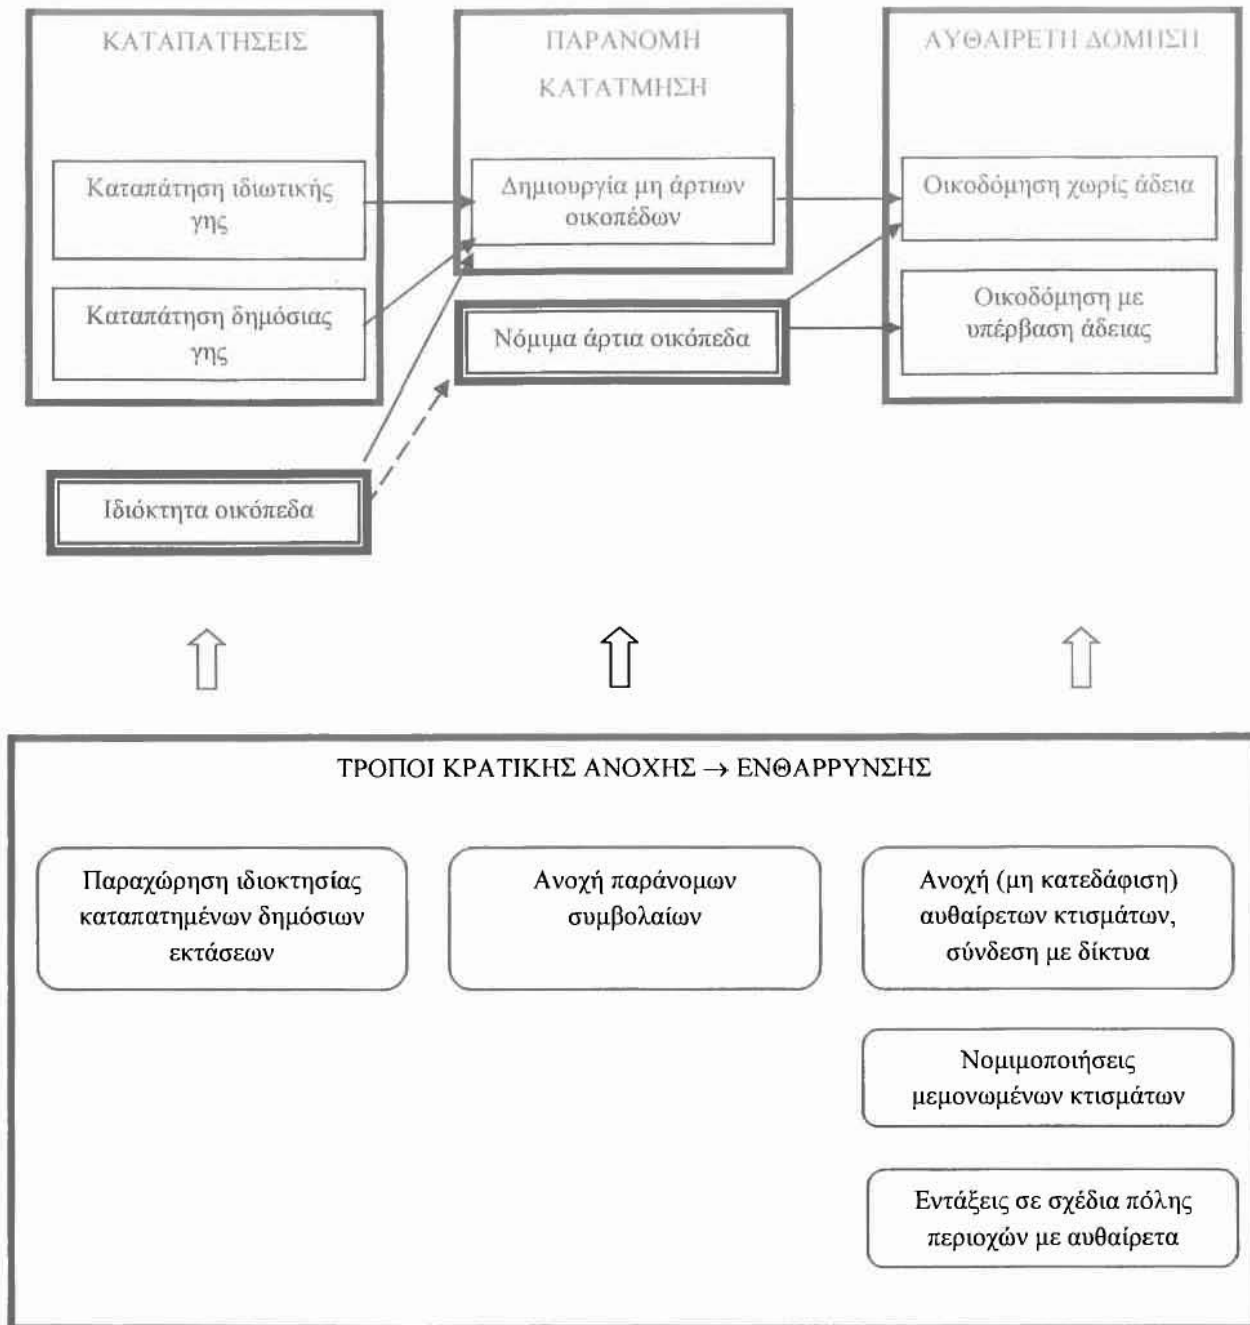 ΚΑΤΑΠΑΤΗΣΕΙΣ
Καταπάτηση ιδιωτικής
γης
Καταπάτηση δημόσιας
γης
Ιδιόκτητα οικόπεδα
ΠΑΡΑΝΟΜΗ
ΚΑΤΑΤΜΗΣΗ
Δημιουργία μη άρτιων
οικοπέδων
Νόμιμα άρτια οικόπεδα
ΑΥΘΑΙΡΕΤΗ ΔΟΜΗΣΗ
Οικοδόμηση χωρίς άδεια
Οικοδόμηση με
υπέρβαση άδειας
ΤΡΟΠΟΙ ΚΡΑΤΙΚΗΣ ΑΝΟΧΗΣ → ΕΝΘΑΡΡΥΝΣΗΣ
Παραχώρηση ιδιοκτησίας
καταπατημένων δημόσιων
εκτάσεων
Ανοχή παράνομων
συμβολαίων
Ανοχή (μη κατεδάφιση)
αυθαίρετων κτισμάτων,
σύνδεση με δίκτυα
Νομιμοποιήσεις
μεμονωμένων κτισμάτων
Εντάξεις σε σχέδια πόλης
περιοχών με αυθαίρετα